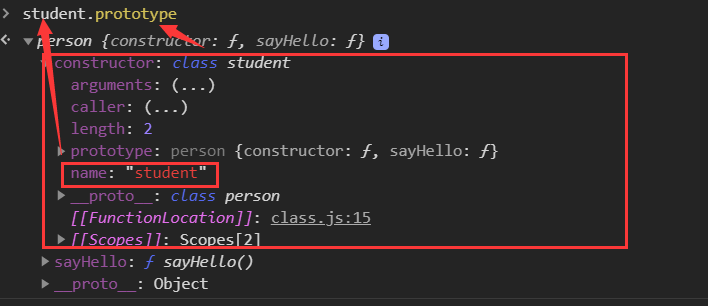 > student.prototype
person {constructor: ƒ, sayHello: ƒ} i
constructor: class student
arguments: (...)
caller: (...)
length: 2
prototype: person {constructor: ƒ, sayHello: ƒ}
name: "student"
__proto__: class person
[[FunctionLocation]]: class.js:15
[[Scopes]]: Scopes[2]
sayHello: ƒ sayHello()
__proto__: Object